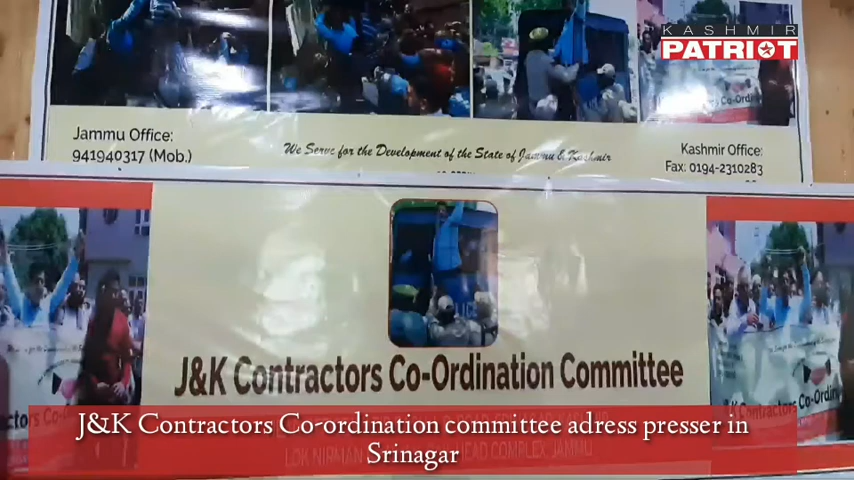 KASHMIR
PATRIOT
Jammu Office:
941940317 (Mob.)
We Serve for the Development of the State of Jammu & Kashmir
Kashmir Office:
Fax: 0194-2310283
J&K Contractors Co-Ordination Committee
J&K Contractors Co-ordination committee adress presser in
Srinagar
LOK NIRMAN
HEAD COMPLEX, JAMMU